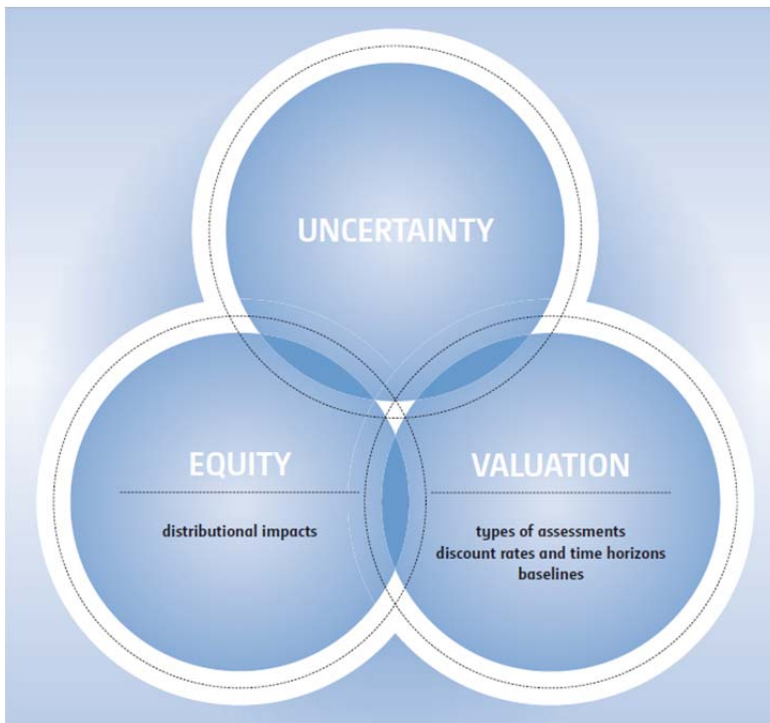 UNCERTAINTY
EQUITY
distributional impacts
VALUATION
types of assessments
discount rates and time horizons
baselines